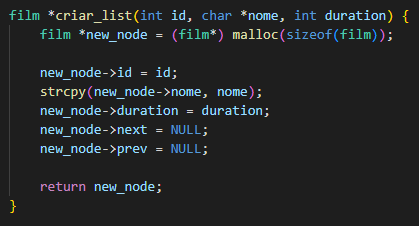 film *criar_list(int id, char *nome, int duration) {
film *new_node = (film*) malloc(sizeof(film));
new_node->id = id;
strcpy(new_node->nome, nome);
new_node->duration = duration;
new_node->next = NULL;
new_node->prev = NULL;
return new_node;
}